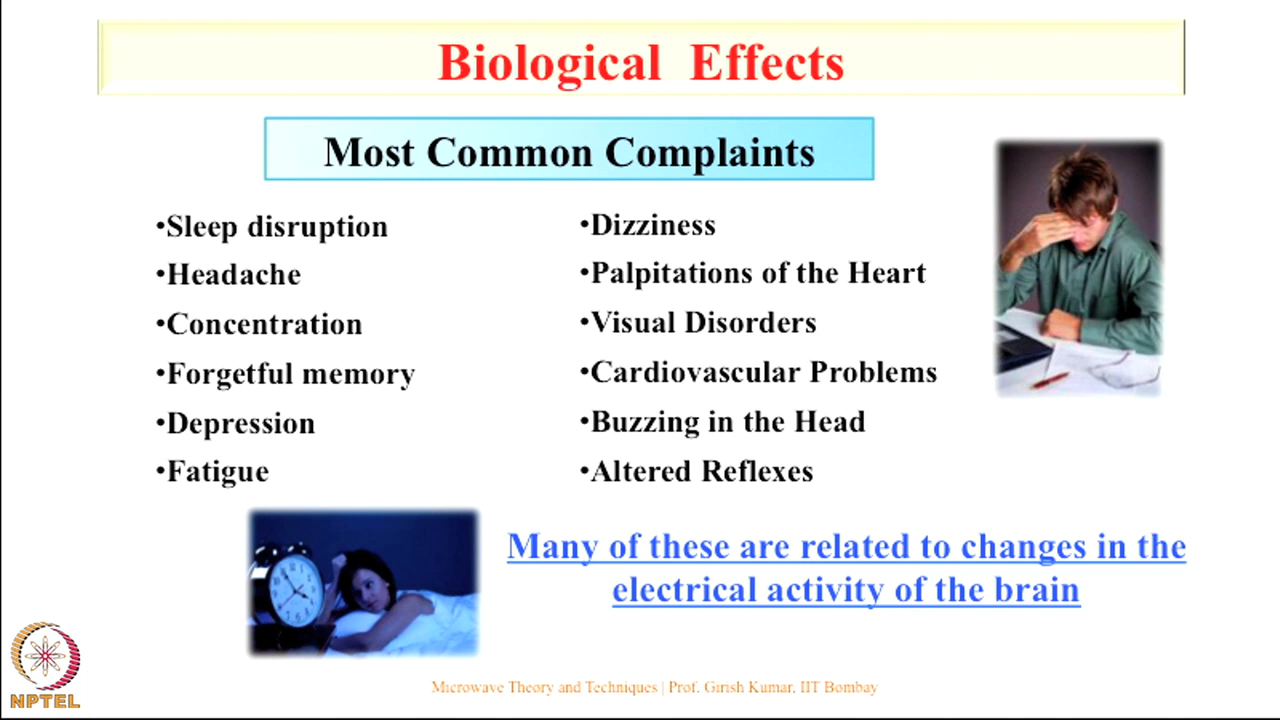 Biological Effects
Most Common Complaints
•Sleep disruption
•Headache
•Concentration
•Forgetful memory
•Depression
•Fatigue
•Dizziness
•Palpitations of the Heart
•Visual Disorders
•Cardiovascular Problems
•Buzzing in the Head
•Altered Reflexes
Many of these are related to changes in the
electrical activity of the brain
NPTEL
Microwave Theory and Techniques | Prof. Girish Kumar, IIT Bombay